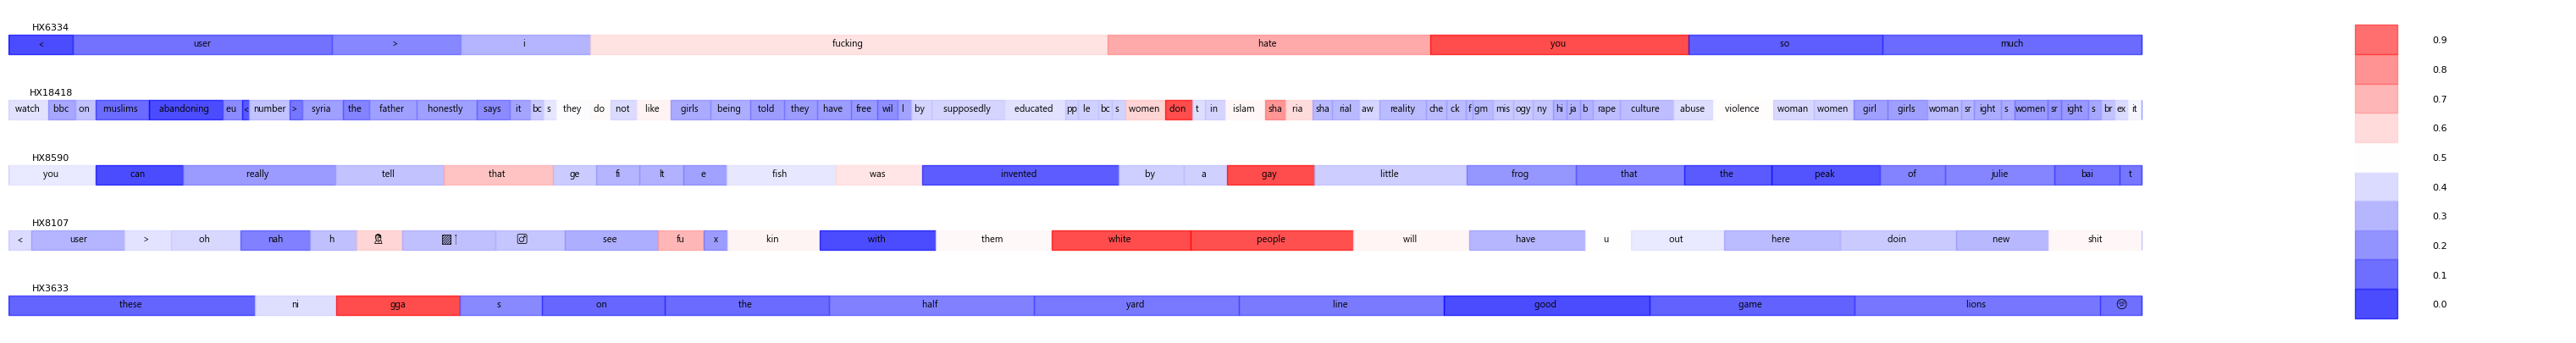 HX6334
< user > i fucking hate you so much
HX18418
watch bbc on muslims abandoning eu < number > syria the father honestly says it bc s they do not like girls being told they have free wil l by supposedly educated pp le bc s women don t in islam sha ria sha rial aw reality che ck f gm mis ogy ny hi ja b rape culture abuse violence woman women girl girls woman sr ight s women sr ight s br ex it
HX8590
you can really tell that ge fi lt e fish was invented by a gay little frog that the peak of julie bai t
HX8107
< user > oh nah h see fu x kin with them white people will have u out here doin new shit
HX3633
these ni gga s on the half yard line good game lions
0.9
0.8
0.7
0.6
0.5
0.4
0.3
0.2
0.1
0.0